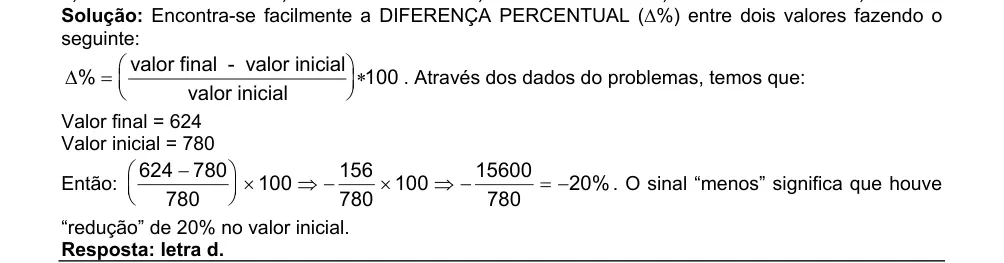 Solução: Encontra-se facilmente a DIFERENÇA PERCENTUAL (Δ%) entre dois valores fazendo o
seguinte:
Δ% = (valor final - valor inicial / valor inicial)*100 . Através dos dados do problemas, temos que:
Valor final = 624
Valor inicial = 780
Então: (624 − 780 / 780) × 100 ⇒ − 156/780 × 100 ⇒ − 15600/780 = −20% . O sinal “menos” significa que houve
“redução” de 20% no valor inicial.
Resposta: letra d.